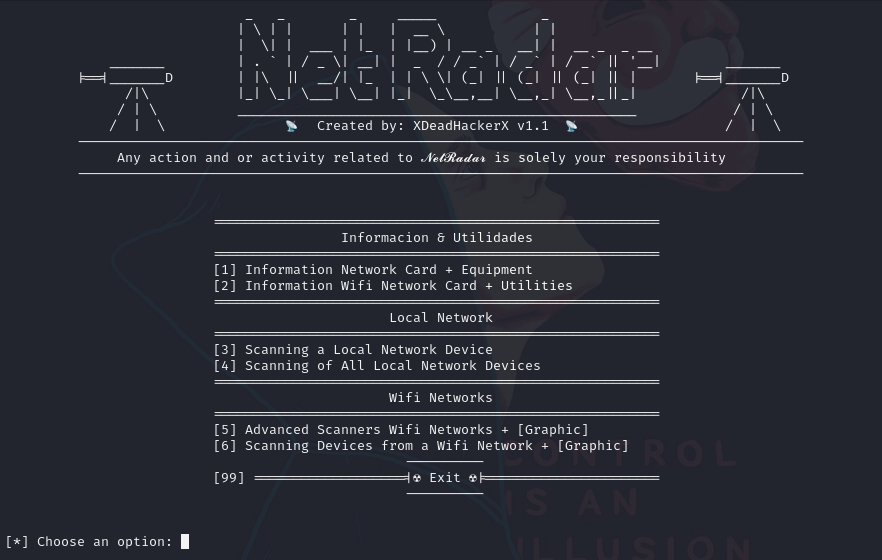 NetRadar
Created by: XDeadHackerX v1.1
Any action and or activity related to 𝓝𝓮𝓽𝓡𝓪𝓭𝓪𝓻 is solely your responsibility
Informacion & Utilidades
[1] Information Network Card + Equipment
[2] Information Wifi Network Card + Utilities
Local Network
[3] Scanning a Local Network Device
[4] Scanning of All Local Network Devices
Wifi Networks
[5] Advanced Scanners Wifi Networks + [Graphic]
[6] Scanning Devices from a Wifi Network + [Graphic]
[99] ☢ Exit ☢
CONTROL
IS AN
ILLUSION
[*] Choose an option: